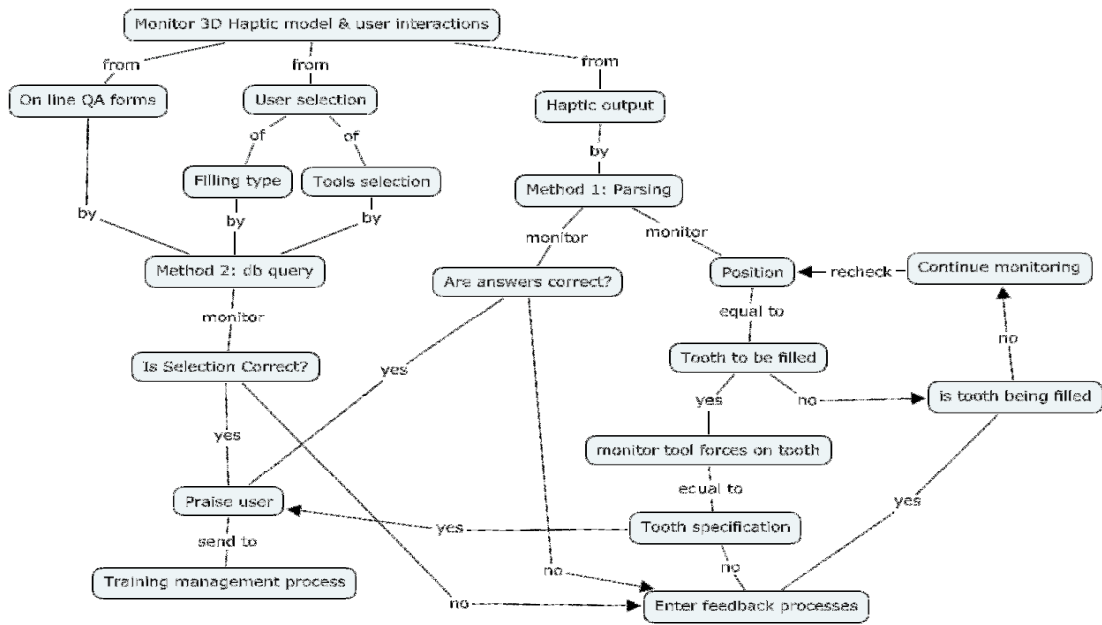 Monitor 3D Haptic model & user interactions
from
from
from
On line QA forms
User selection
Haptic output
of
of
by
Filling type
Tools selection
Method 1: Parsing
by
by
by
monitor
monitor
Method 2: db query
Are answers correct?
Position
recheck
Continue monitoring
monitor
equal to
no
Is Selection Correct?
Tooth to be filled
yes
yes
no
is tooth being filled
yes
monitor tool forces on tooth
equal to
Praise user
yes
Tooth specification
yes
send to
no
no
Training management process
no
Enter feedback processes